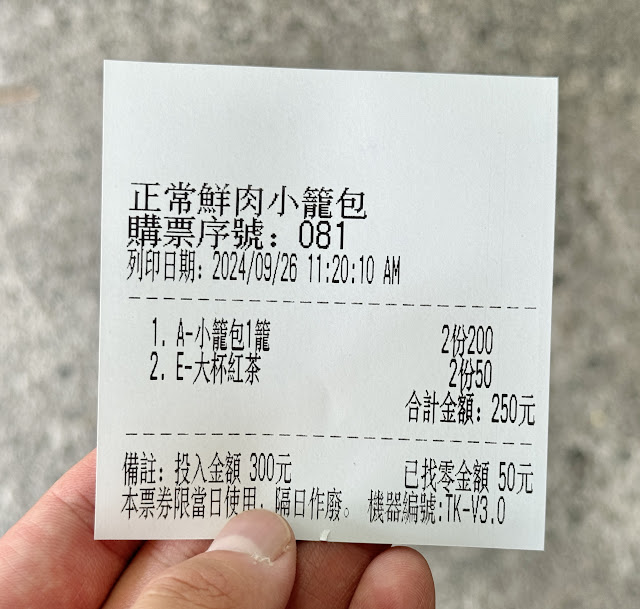 正常鮮肉小籠包
購票序號：081
列印日期：2024/09/26 11:20:10 AM
1. A-小籠包1籠 2份200
2. E-大杯紅茶 2份50
合計金額：250元
備註：投入金額 300元 已找零金額 50元
本票券限當日使用，隔日作廢。機器編號:TK-V3.0